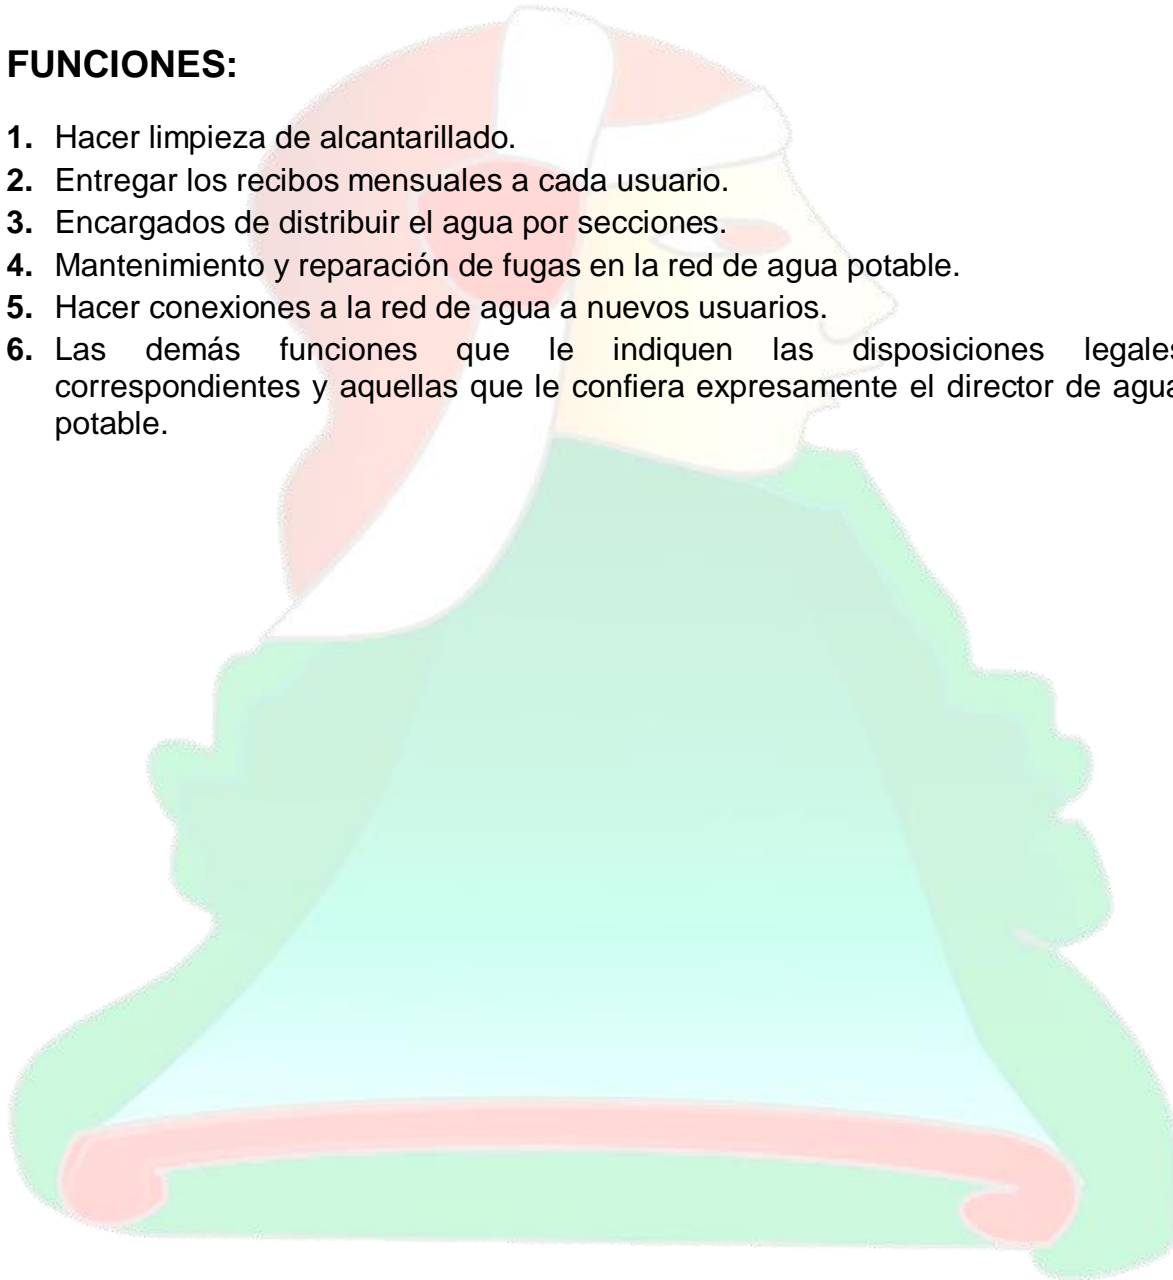 FUNCIONES:
1. Hacer limpieza de alcantarillado.
2. Entregar los recibos mensuales a cada usuario.
3. Encargados de distribuir el agua por secciones.
4. Mantenimiento y reparación de fugas en la red de agua potable.
5. Hacer conexiones a la red de agua a nuevos usuarios.
6. Las demás funciones que le indiquen las disposiciones legales
correspondientes y aquellas que le confiera expresamente el director de agua
potable.